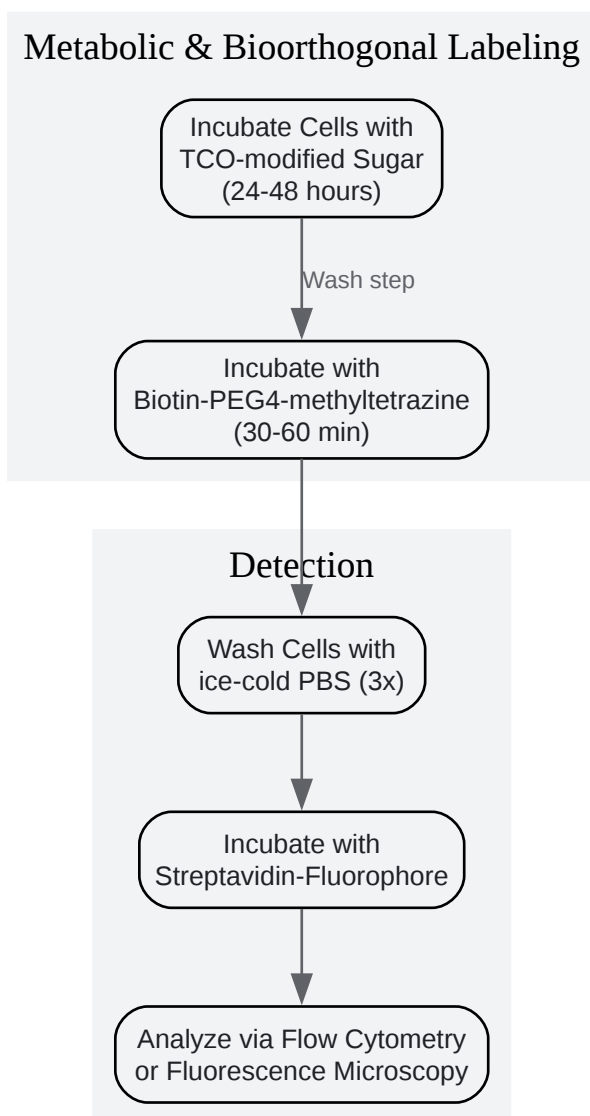 Metabolic & Bioorthogonal Labeling
Incubate Cells with
TCO-modified Sugar
(24-48 hours)
Wash step
Incubate with
Biotin-PEG4-methyltetrazine
(30-60 min)
Detection
Wash Cells with
ice-cold PBS (3x)
Incubate with
Streptavidin-Fluorophore
Analyze via Flow Cytometry
or Fluorescence Microscopy